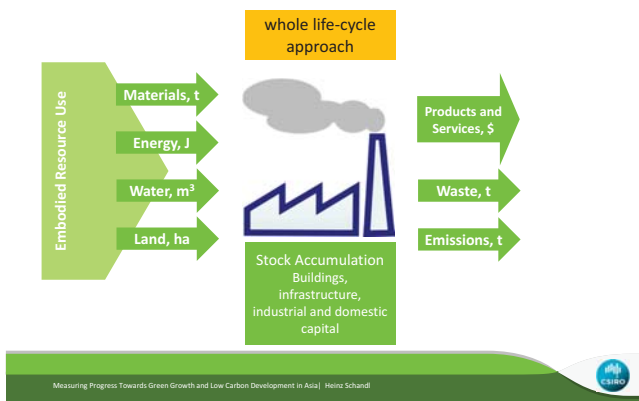 whole life-cycle
approach
Embodied Resource Use
Materials, t
Energy, J
Water, m³
Land, ha
Products and
Services, $
Waste, t
Emissions, t
Stock Accumulation
Buildings,
infrastructure,
industrial and domestic
capital
Measuring Progress Towards Green Growth and Low Carbon Development in Asia| Heinz Schandl
CSIRO